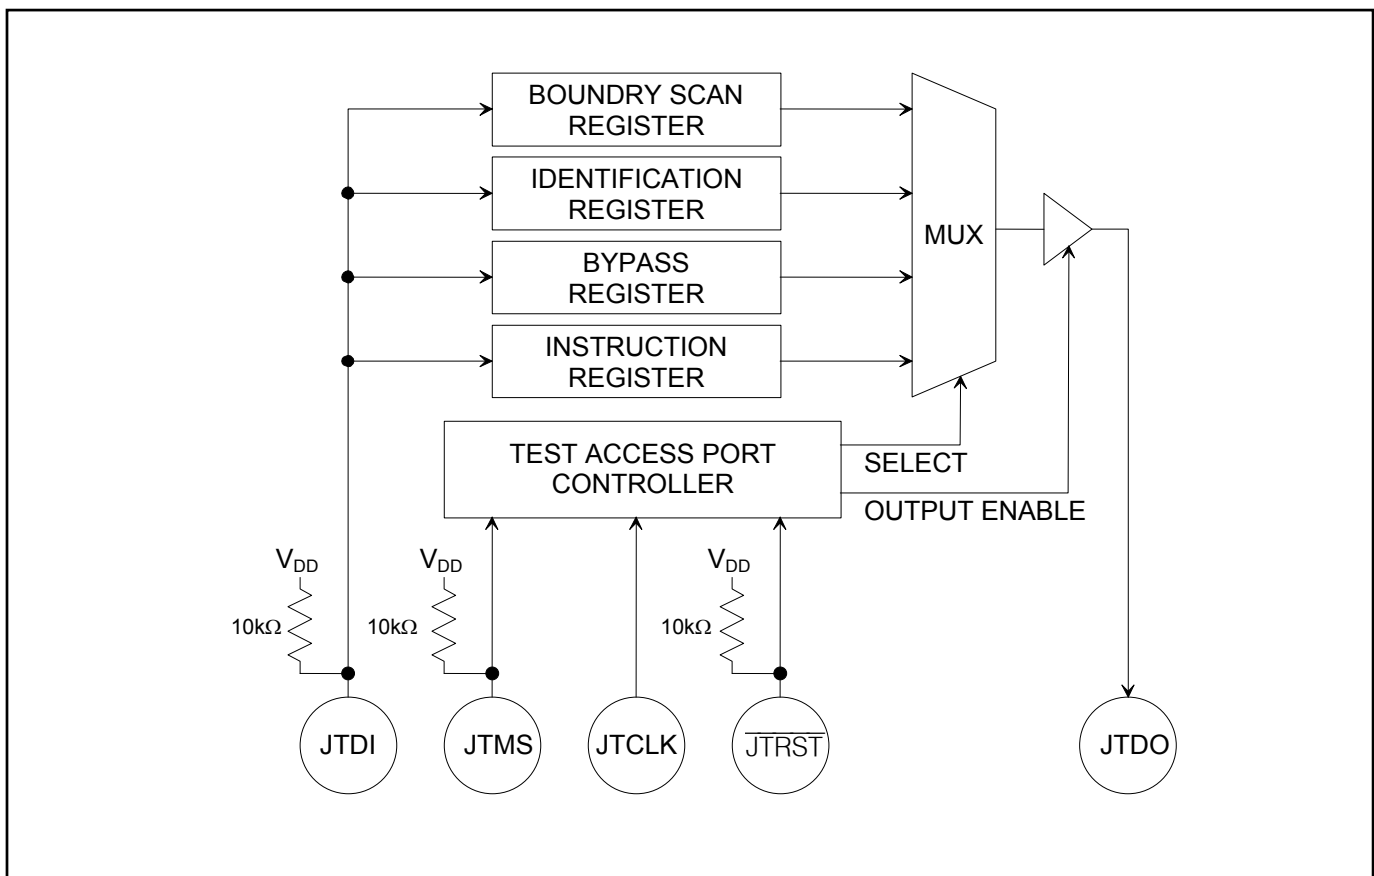 BOUNDRY SCAN
REGISTER
IDENTIFICATION
REGISTER
BYPASS
REGISTER
INSTRUCTION
REGISTER
MUX
TEST ACCESS PORT
CONTROLLER
SELECT
OUTPUT ENABLE
VDD
10kΩ
VDD
10kΩ
VDD
10kΩ
JTDI
JTMS
JTCLK
JTRST
JTDO